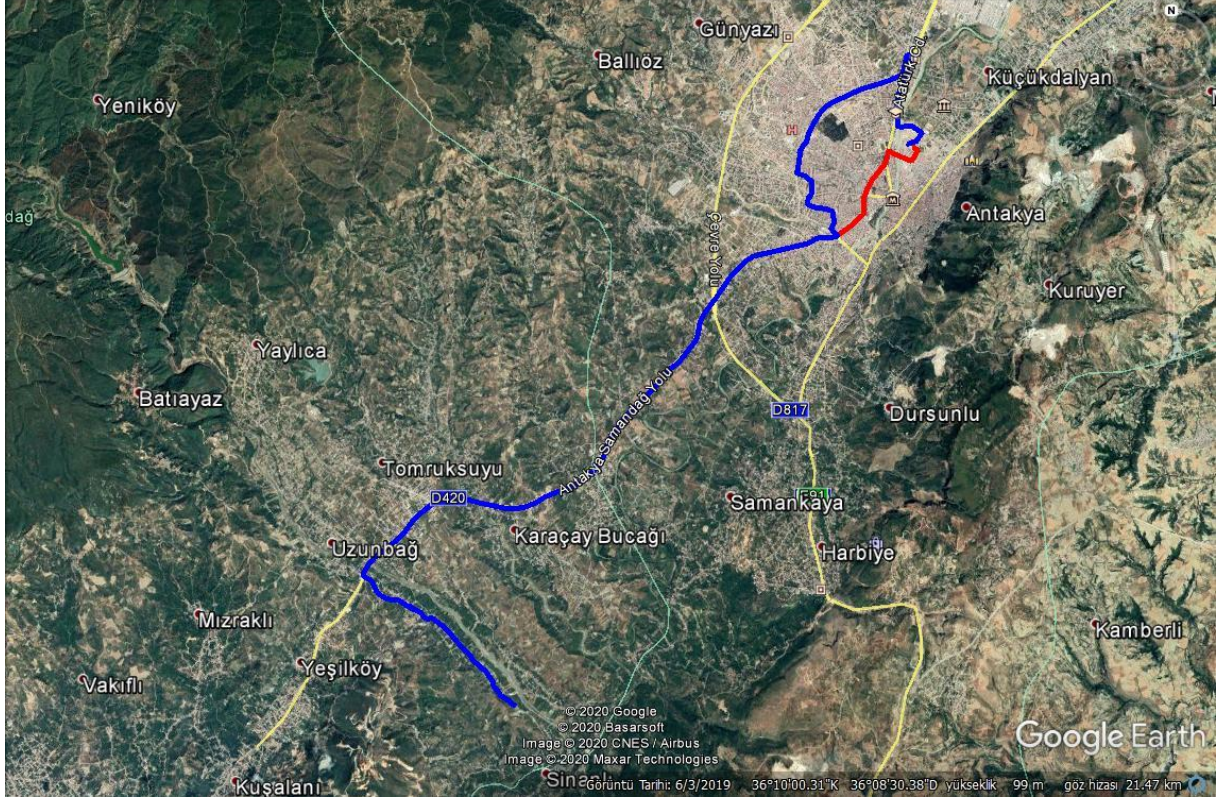 N
Günyazı
Ballıöz
Küçükdalyan
Atatürk Cd.
Yeniköy
H
dağ
Antakya
M
Çevre Yolu
Kuruyer
Yaylıca
Batıayaz
Antakya Samandağ Yolu
D817
Dursunlu
Tomruksuyu
D420
E91
Samankaya
Karaçay Bucağı
Uzunbağ
Harbiye
Mızraklı
Kamberli
Yeşilköy
Vakıflı
© 2020 Google
© 2020 Basarsoft
Image © 2020 CNES / Airbus
Image © 2020 Maxar Technologies
Google Earth
Kuşalanı
Sinanlı
Görüntü Tarihi: 6/3/2019 36°10'00.31"K 36°08'30.38"D yükseklik 99 m göz hizası 21.47 km